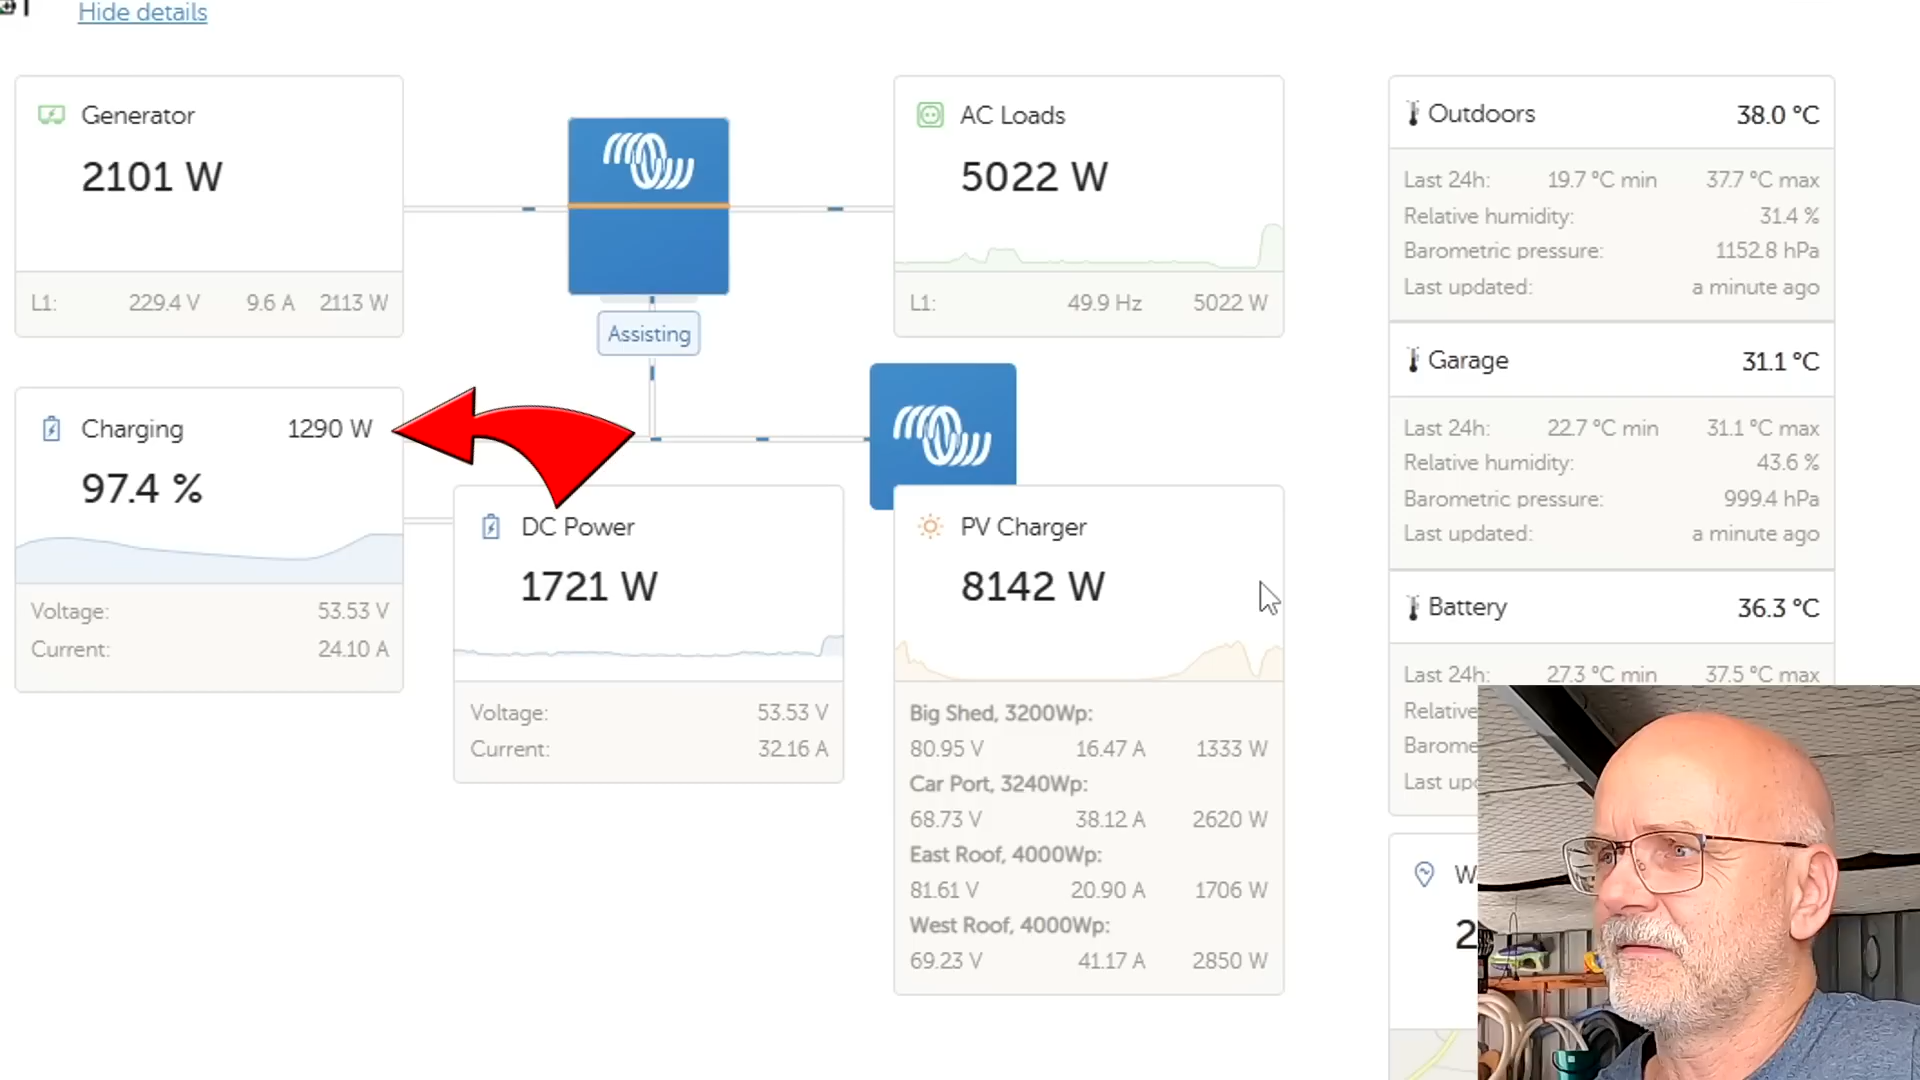 Hide details
Generator
2101 W
L1: 229.4 V 9.6 A 2113 W
Assisting
AC Loads
5022 W
L1: 49.9 Hz 5022 W
Charging 1290 W
97.4 %
Voltage: 53.53 V
Current: 24.10 A
DC Power
1721 W
Voltage: 53.53 V
Current: 32.16 A
PV Charger
8142 W
Big Shed, 3200Wp:
80.95 V 16.47 A 1333 W
Car Port, 3240Wp:
68.73 V 38.12 A 2620 W
East Roof, 4000Wp:
81.61 V 20.90 A 1706 W
West Roof, 4000Wp:
69.23 V 41.17 A 2850 W
Outdoors 38.0 °C
Last 24h: 19.7 °C min 37.7 °C max
Relative humidity: 31.4 %
Barometric pressure: 1152.8 hPa
Last updated: a minute ago
Garage 31.1 °C
Last 24h: 22.7 °C min 31.1 °C max
Relative humidity: 43.6 %
Barometric pressure: 999.4 hPa
Last updated: a minute ago
Battery 36.3 °C
Last 24h: 27.3 °C min 37.5 °C max
Relative